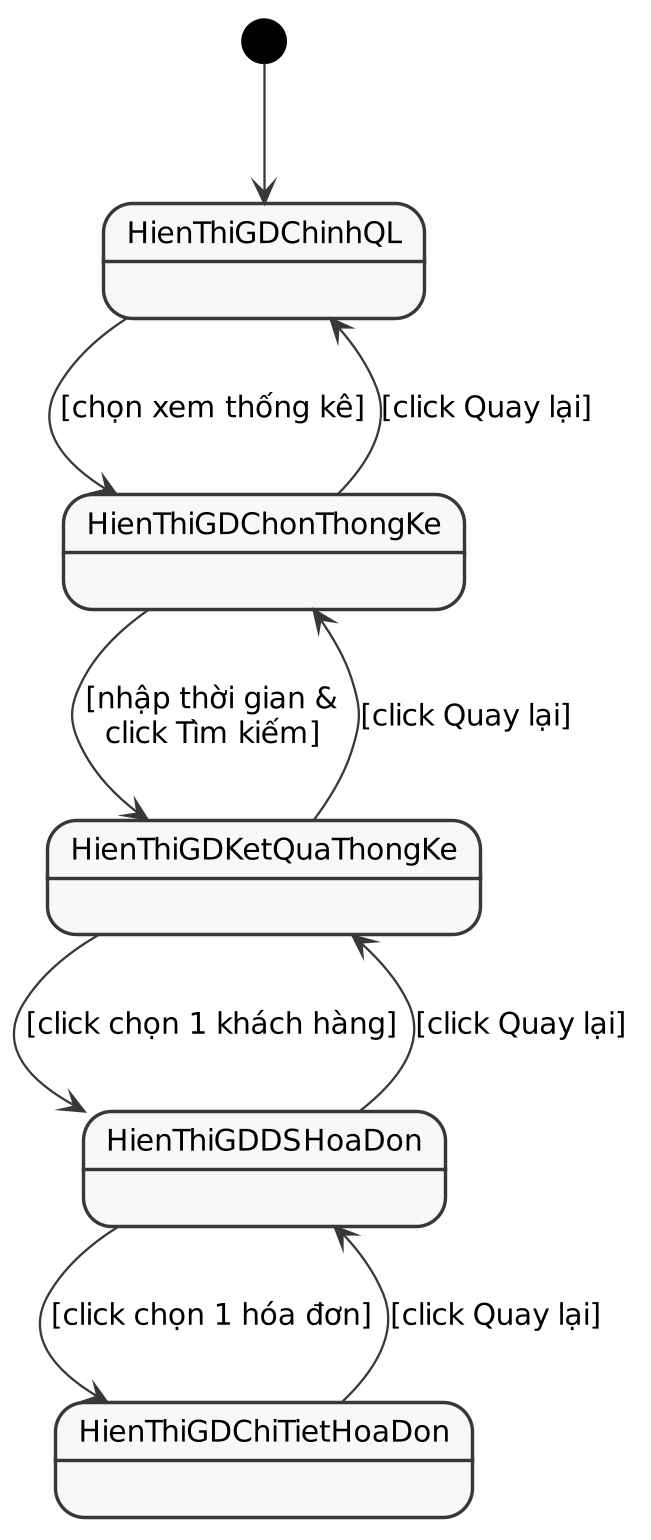 HienThiGDChinhQL
[chọn xem thống kê]
[click Quay lại]
HienThiGDChonThongKe
[nhập thời gian &
click Tìm kiếm]
[click Quay lại]
HienThiGDKetQuaThongKe
[click chọn 1 khách hàng]
[click Quay lại]
HienThiGDDSHoaDon
[click chọn 1 hóa đơn]
[click Quay lại]
HienThiGDChiTietHoaDon